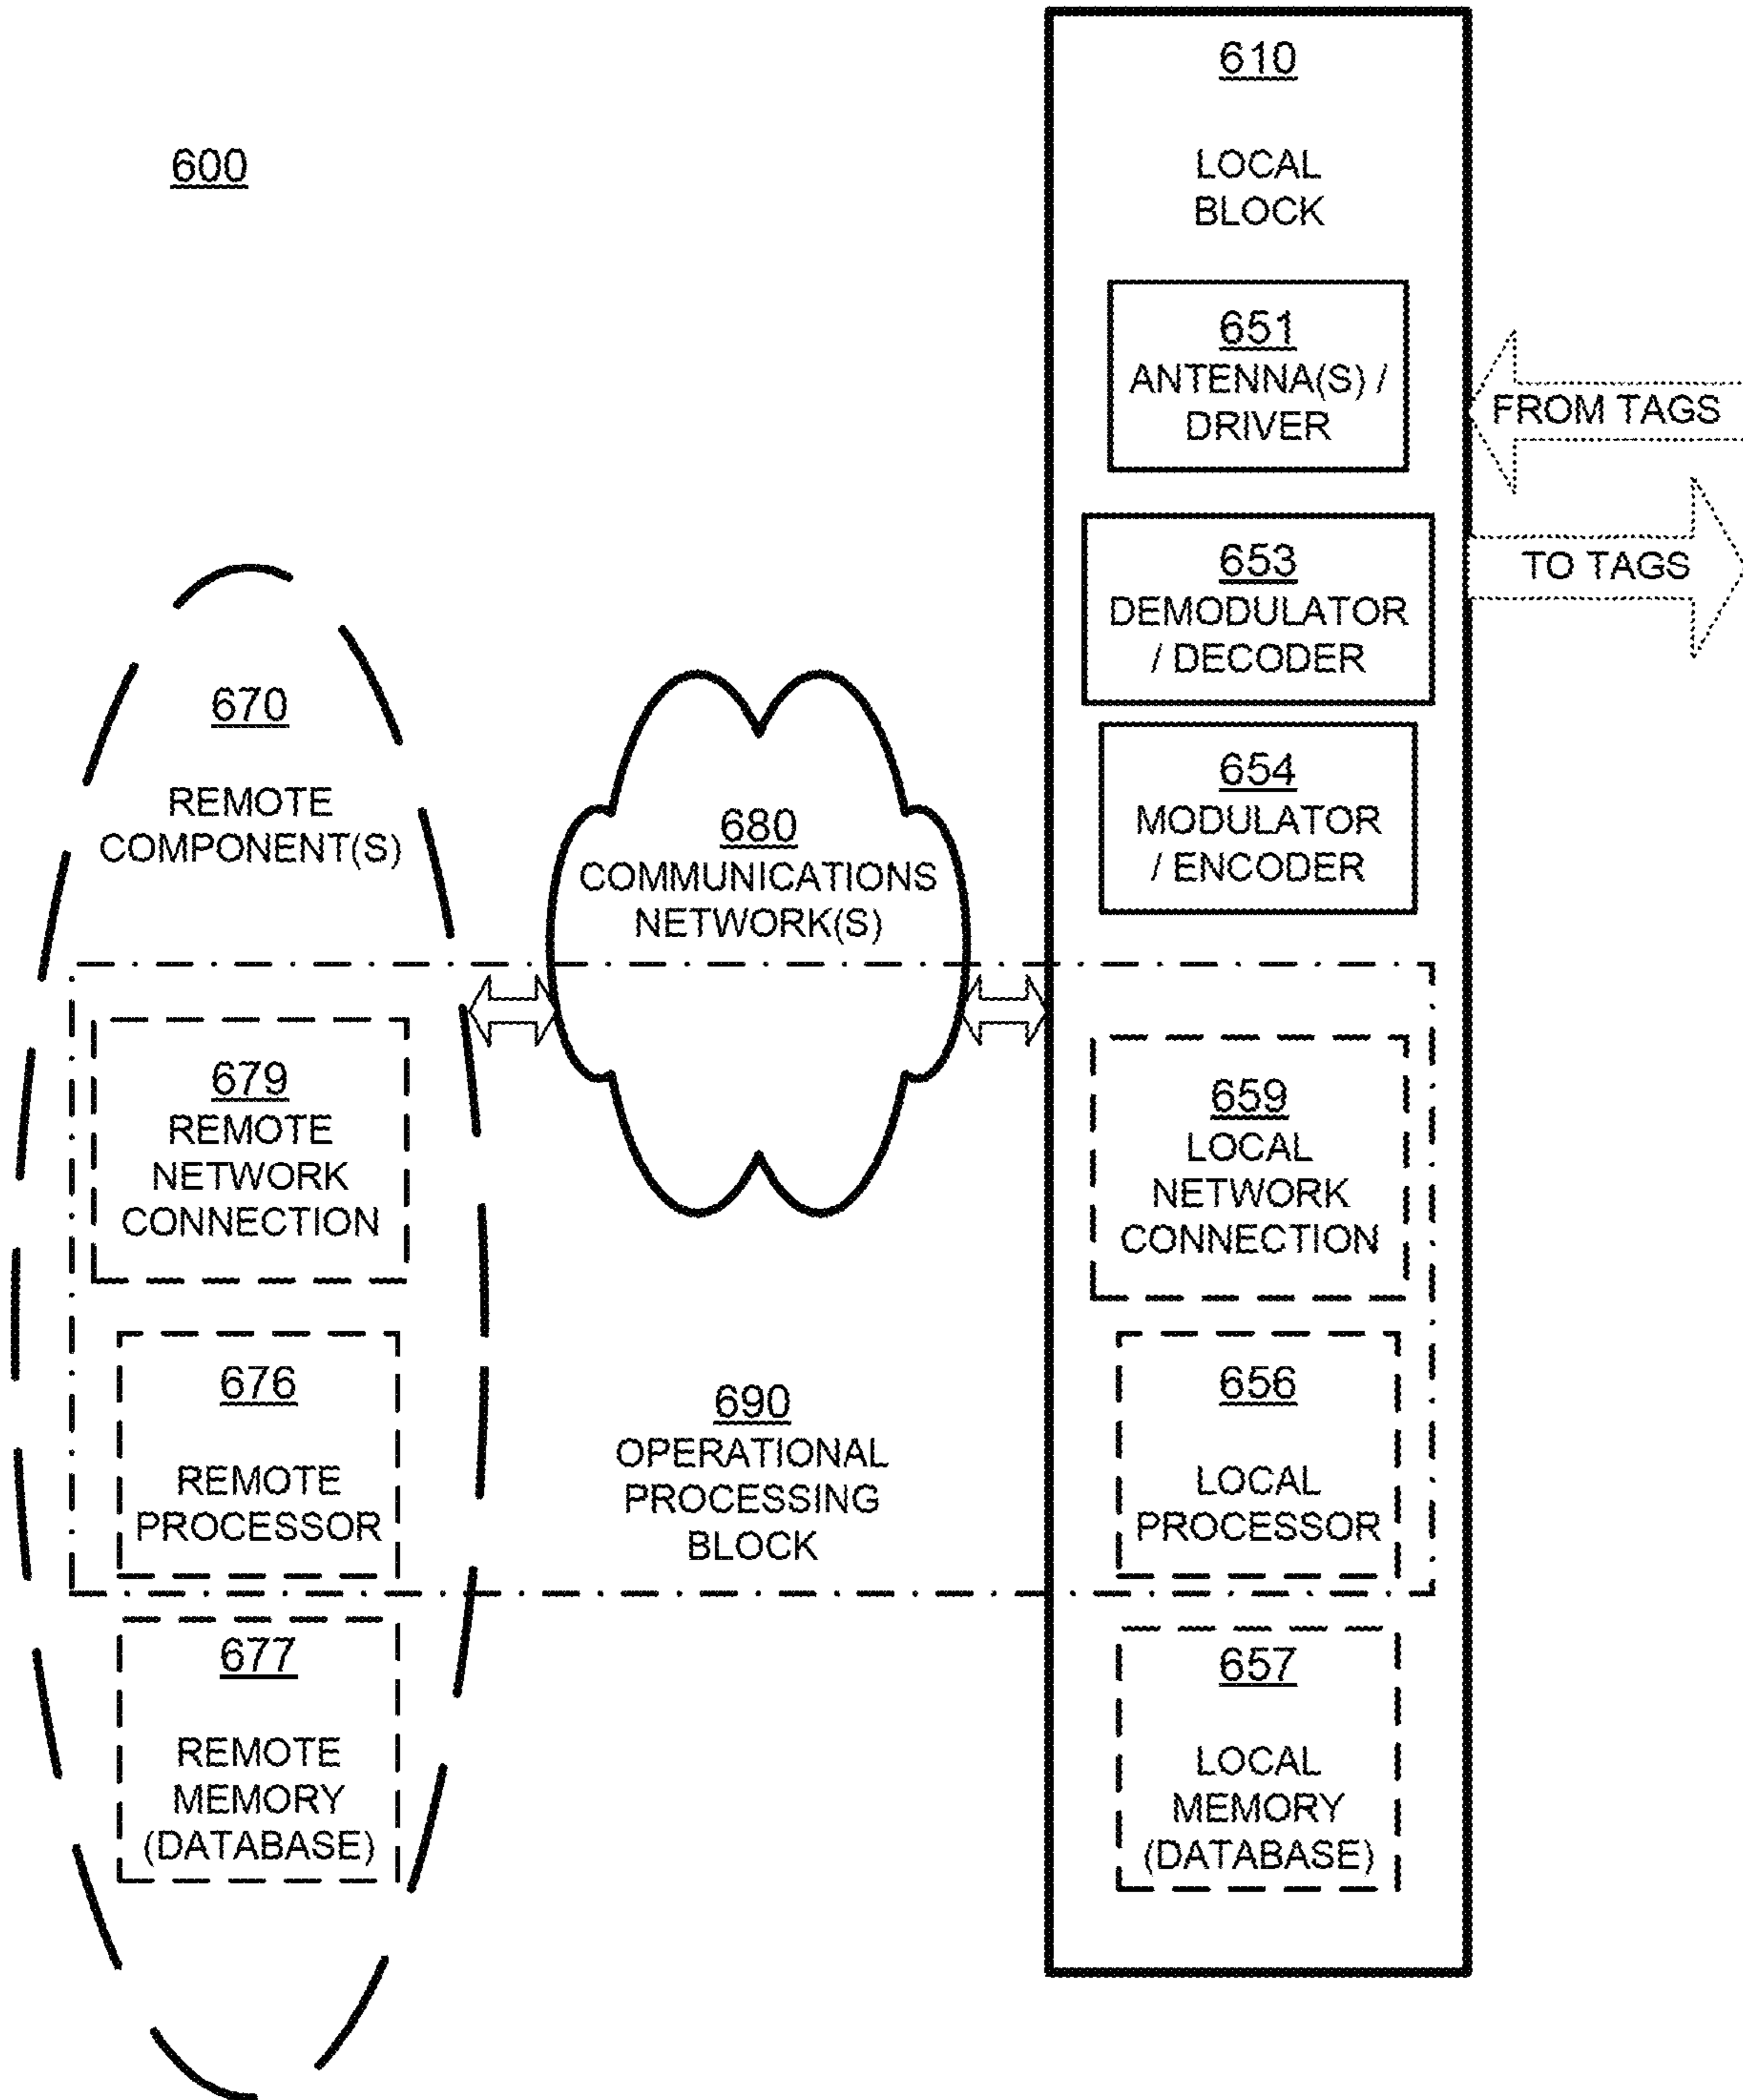 600
610
LOCAL
BLOCK
651
ANTENNA(S) /
DRIVER
FROM TAGS
TO TAGS
653
DEMODULATOR
/ DECODER
654
MODULATOR
/ ENCODER
670
REMOTE
COMPONENT(S)
680
COMMUNICATIONS
NETWORK(S)
679
REMOTE
NETWORK
CONNECTION
659
LOCAL
NETWORK
CONNECTION
676
REMOTE
PROCESSOR
690
OPERATIONAL
PROCESSING
BLOCK
656
LOCAL
PROCESSOR
677
REMOTE
MEMORY
(DATABASE)
657
LOCAL
MEMORY
(DATABASE)